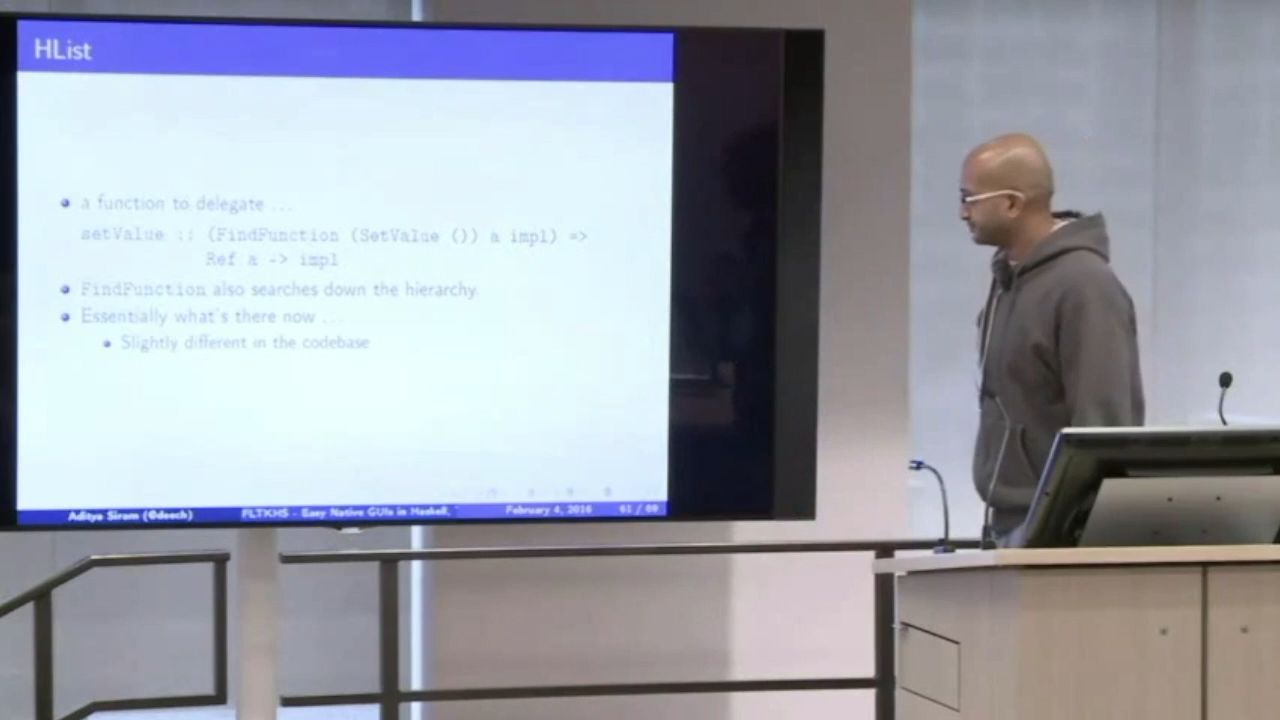 HList
a function to delegate ...
setValue :: (FindFunction (SetValue ()) a impl) =>
Ref a -> impl
FindFunction also searches down the hierarchy.
Essentially what's there now ...
Slightly different in the codebase
Aditya Siram (@deech) FLTKHS - Easy Native GUIs in Haskell, February 4, 2016 61 / 69